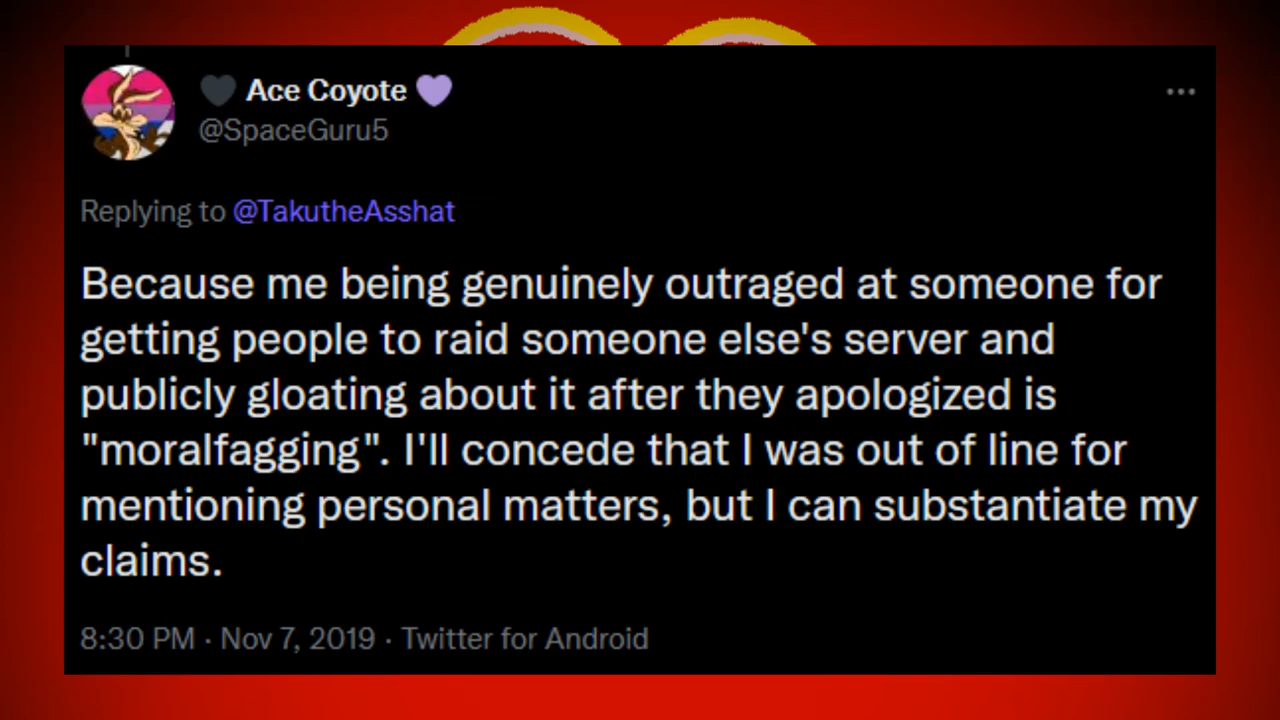 🖤 Ace Coyote 💜
@SpaceGuru5
Replying to @TakutheAsshat
Because me being genuinely outraged at someone for
getting people to raid someone else's server and
publicly gloating about it after they apologized is
"moralfagging". I'll concede that I was out of line for
mentioning personal matters, but I can substantiate my
claims.
8:30 PM · Nov 7, 2019 · Twitter for Android